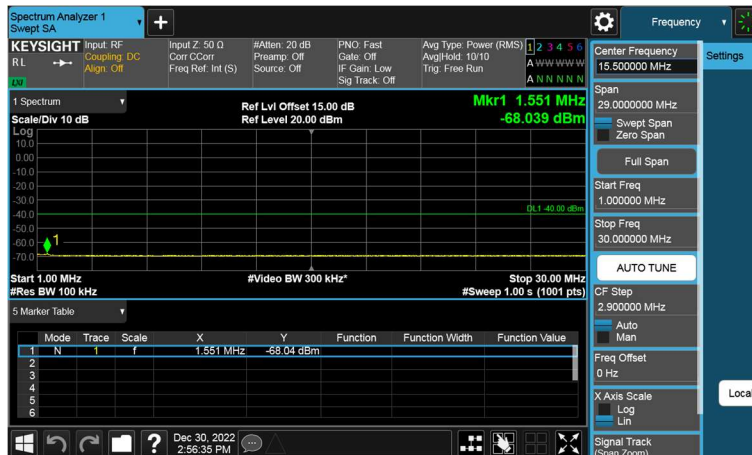 Spectrum Analyzer 1
Swept SA
Frequency
KEYSIGHT
RL
LXI
Input: RF
Coupling: DC
Align: Off
Input Z: 50 Ω
Corr CCorr
Freq Ref: Int (S)
#Atten: 20 dB
Preamp: Off
Source: Off
PNO: Fast
Gate: Off
IF Gain: Low
Sig Track: Off
Avg Type: Power (RMS)
Avg|Hold: 10/10
Trig: Free Run
1 2 3 4 5 6
A W W W W W
A N N N N N
1 Spectrum
Scale/Div 10 dB
Ref Lvl Offset 15.00 dB
Ref Level 20.00 dBm
Mkr1 1.551 MHz
-68.039 dBm
Log
10.0
0.00
-10.0
-20.0
-30.0
-40.0
-50.0
-60.0
-70.0
DL1 -40.00 dBm
1
Start 1.00 MHz
#Video BW 300 kHz*
Stop 30.00 MHz
#Res BW 100 kHz
#Sweep 1.00 s (1001 pts)
5 Marker Table
Mode Trace Scale X Y Function Function Width Function Value
1 N 1 f 1.551 MHz -68.04 dBm
2
3
4
5
6
Dec 30, 2022
2:56:35 PM
Center Frequency
15.500000 MHz
Settings
Span
29.0000000 MHz
Swept Span
Zero Span
Full Span
Start Freq
1.000000 MHz
Stop Freq
30.000000 MHz
AUTO TUNE
CF Step
2.900000 MHz
Auto
Man
Freq Offset
0 Hz
X Axis Scale
Log
Lin
Local
Signal Track
(Span Zoom)